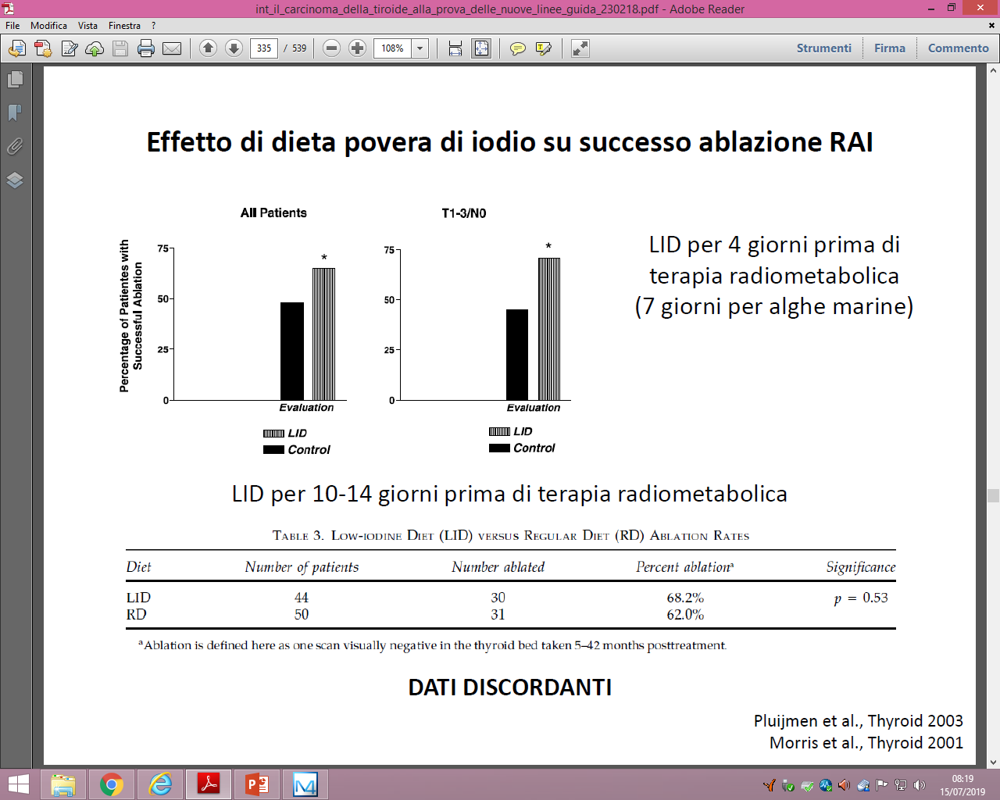 int_il_carcinoma_della_tiroide_alla_prova_delle_nuove_linee_guida_230218.pdf - Adobe Reader
File Modifica Vista Finestra ?
335 / 539 108% Strumenti Firma Commento
Effetto di dieta povera di iodio su successo ablazione RAI
All Patients
Percentage of Patientes with
Successful Ablation
75
50
25
0
*
Evaluation
LID
Control
T1-3/N0
75
50
25
0
*
Evaluation
LID
Control
LID per 4 giorni prima di
terapia radiometabolica
(7 giorni per alghe marine)
LID per 10-14 giorni prima di terapia radiometabolica
TABLE 3. LOW-IODINE DIET (LID) VERSUS REGULAR DIET (RD) ABLATION RATES
Diet Number of patients Number ablated Percent ablationᵃ Significance
LID 44 30 68.2% p = 0.53
RD 50 31 62.0%
ᵃAblation is defined here as one scan visually negative in the thyroid bed taken 5–42 months posttreatment.
DATI DISCORDANTI
Pluijmen et al., Thyroid 2003
Morris et al., Thyroid 2001
08:19
15/07/2019